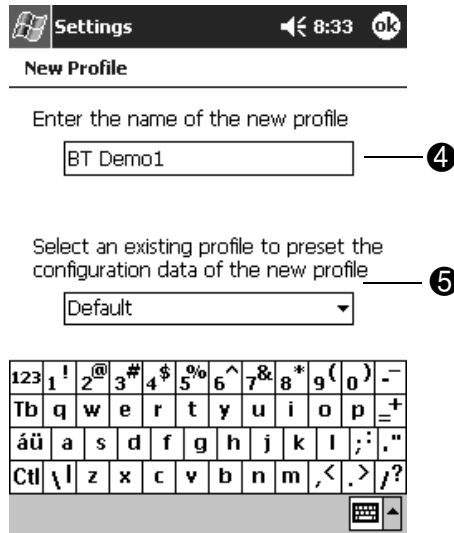 Settings 8:33 ok
New Profile
Enter the name of the new profile
BT Demo1
4
Select an existing profile to preset the
configuration data of the new profile
5
Default
123 1 ! 2 @ 3 # 4 $ 5 % 6 ^ 7 & 8 * 9 ( 0 ) - _
Tb q w e r t y u i o p = +
áü a s d f g h j k l ; : ' "
Ctl \ | z x c v b n m , < . > / ?